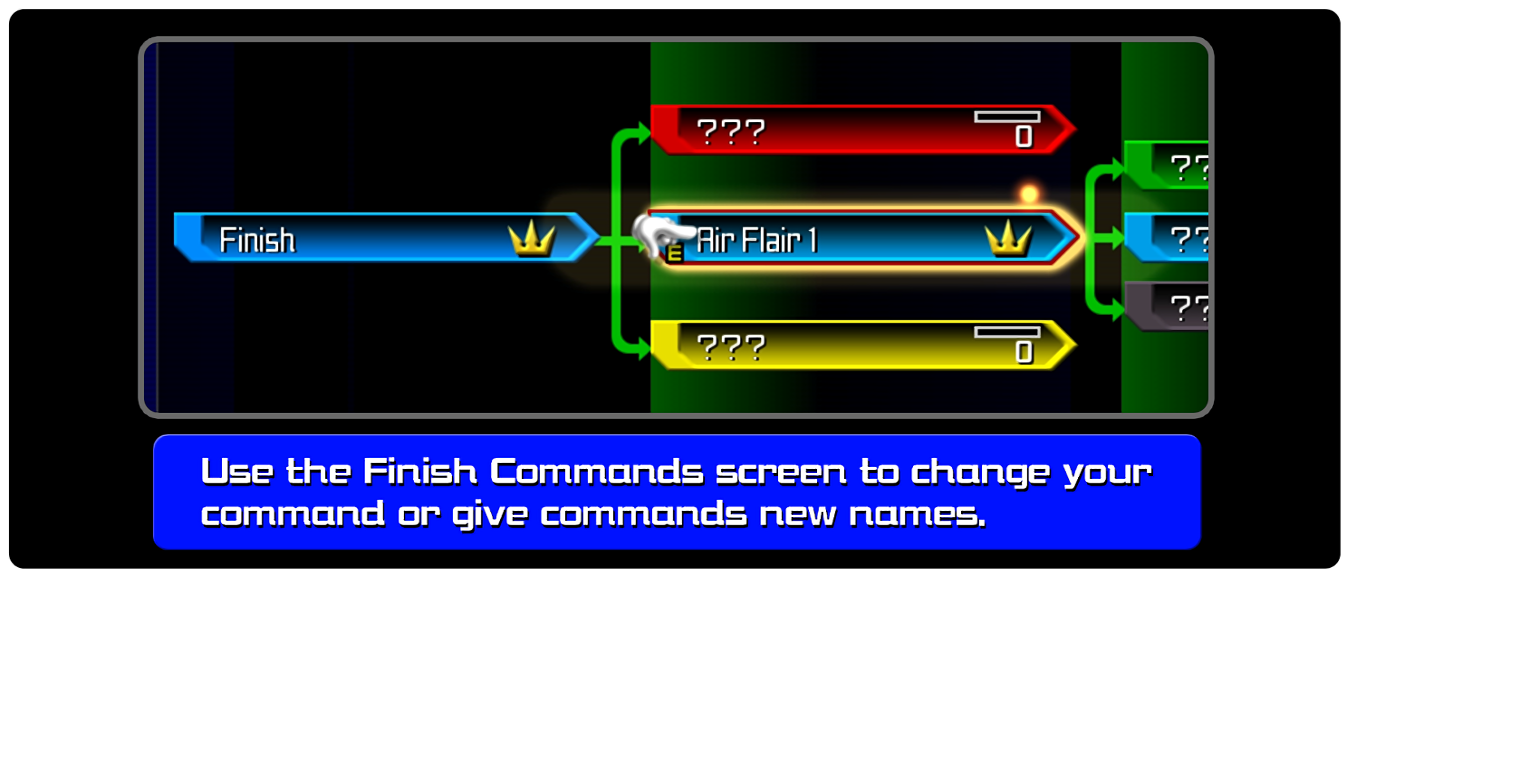 ???
0
??
Finish
Air Flair 1
E
??
??
???
0
Use the Finish Commands screen to change your
command or give commands new names.